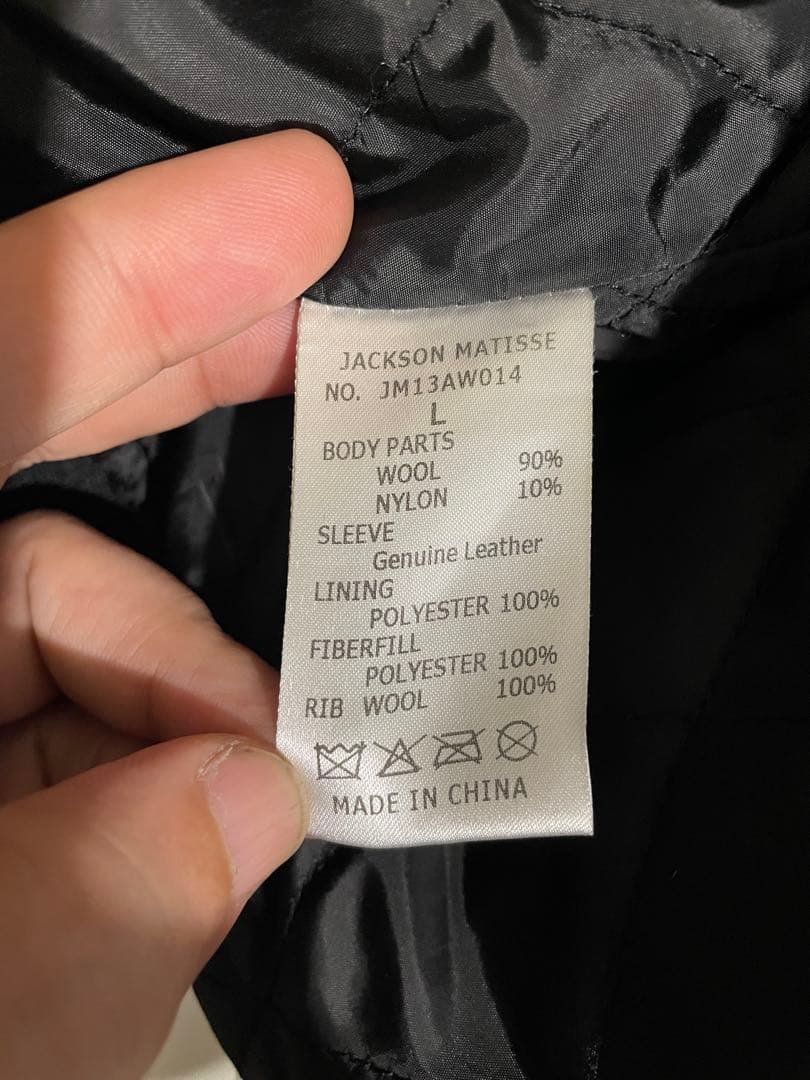 JACKSON MATISSE
NO. JM13AW014
L
BODY PARTS
WOOL 90%
NYLON 10%
SLEEVE
Genuine Leather
LINING
POLYESTER 100%
FIBERFILL
POLYESTER 100%
RIB WOOL 100%
MADE IN CHINA